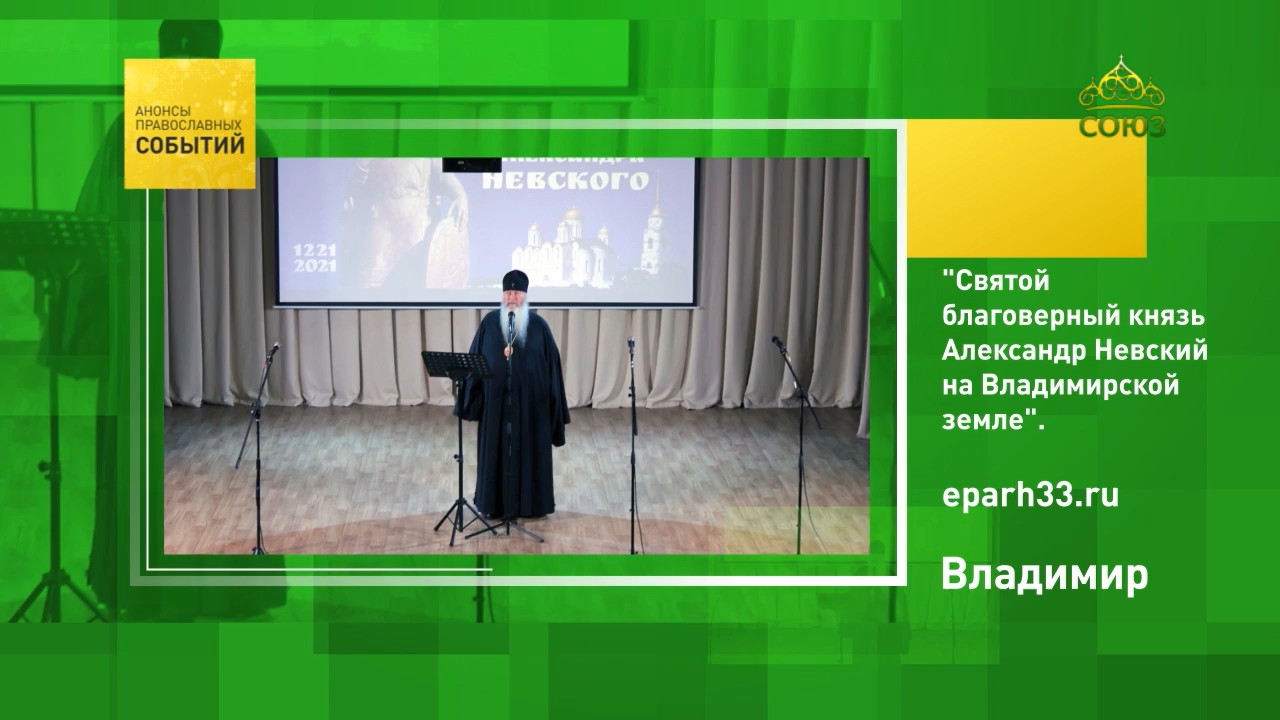 АНОНСЫ
ПРАВОСЛАВНЫХ
СОБЫТИЙ
СОЮЗ
НЕВСКОГО
1221
2021
"Святой
благоверный князь
Александр Невский
на Владимирской
земле".
eparh33.ru
Владимир